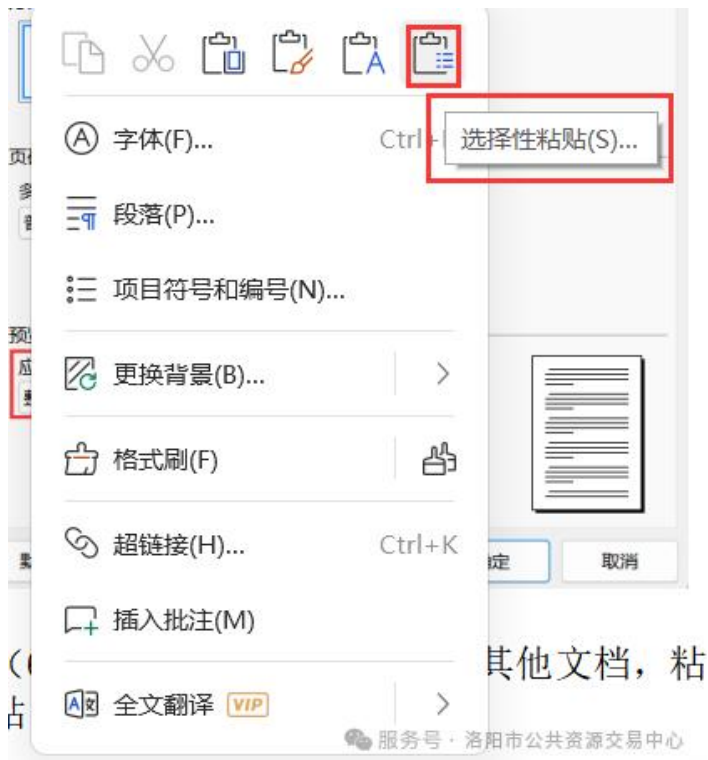 字体(F)...
Ctrl+
选择性粘贴(S)...
段落(P)...
项目符号和编号(N)...
更换背景(B)...
格式刷(F)
超链接(H)... Ctrl+K
定 取消
插入批注(M)
其他文档，粘
全文翻译 VIP
服务号 · 洛阳市公共资源交易中心